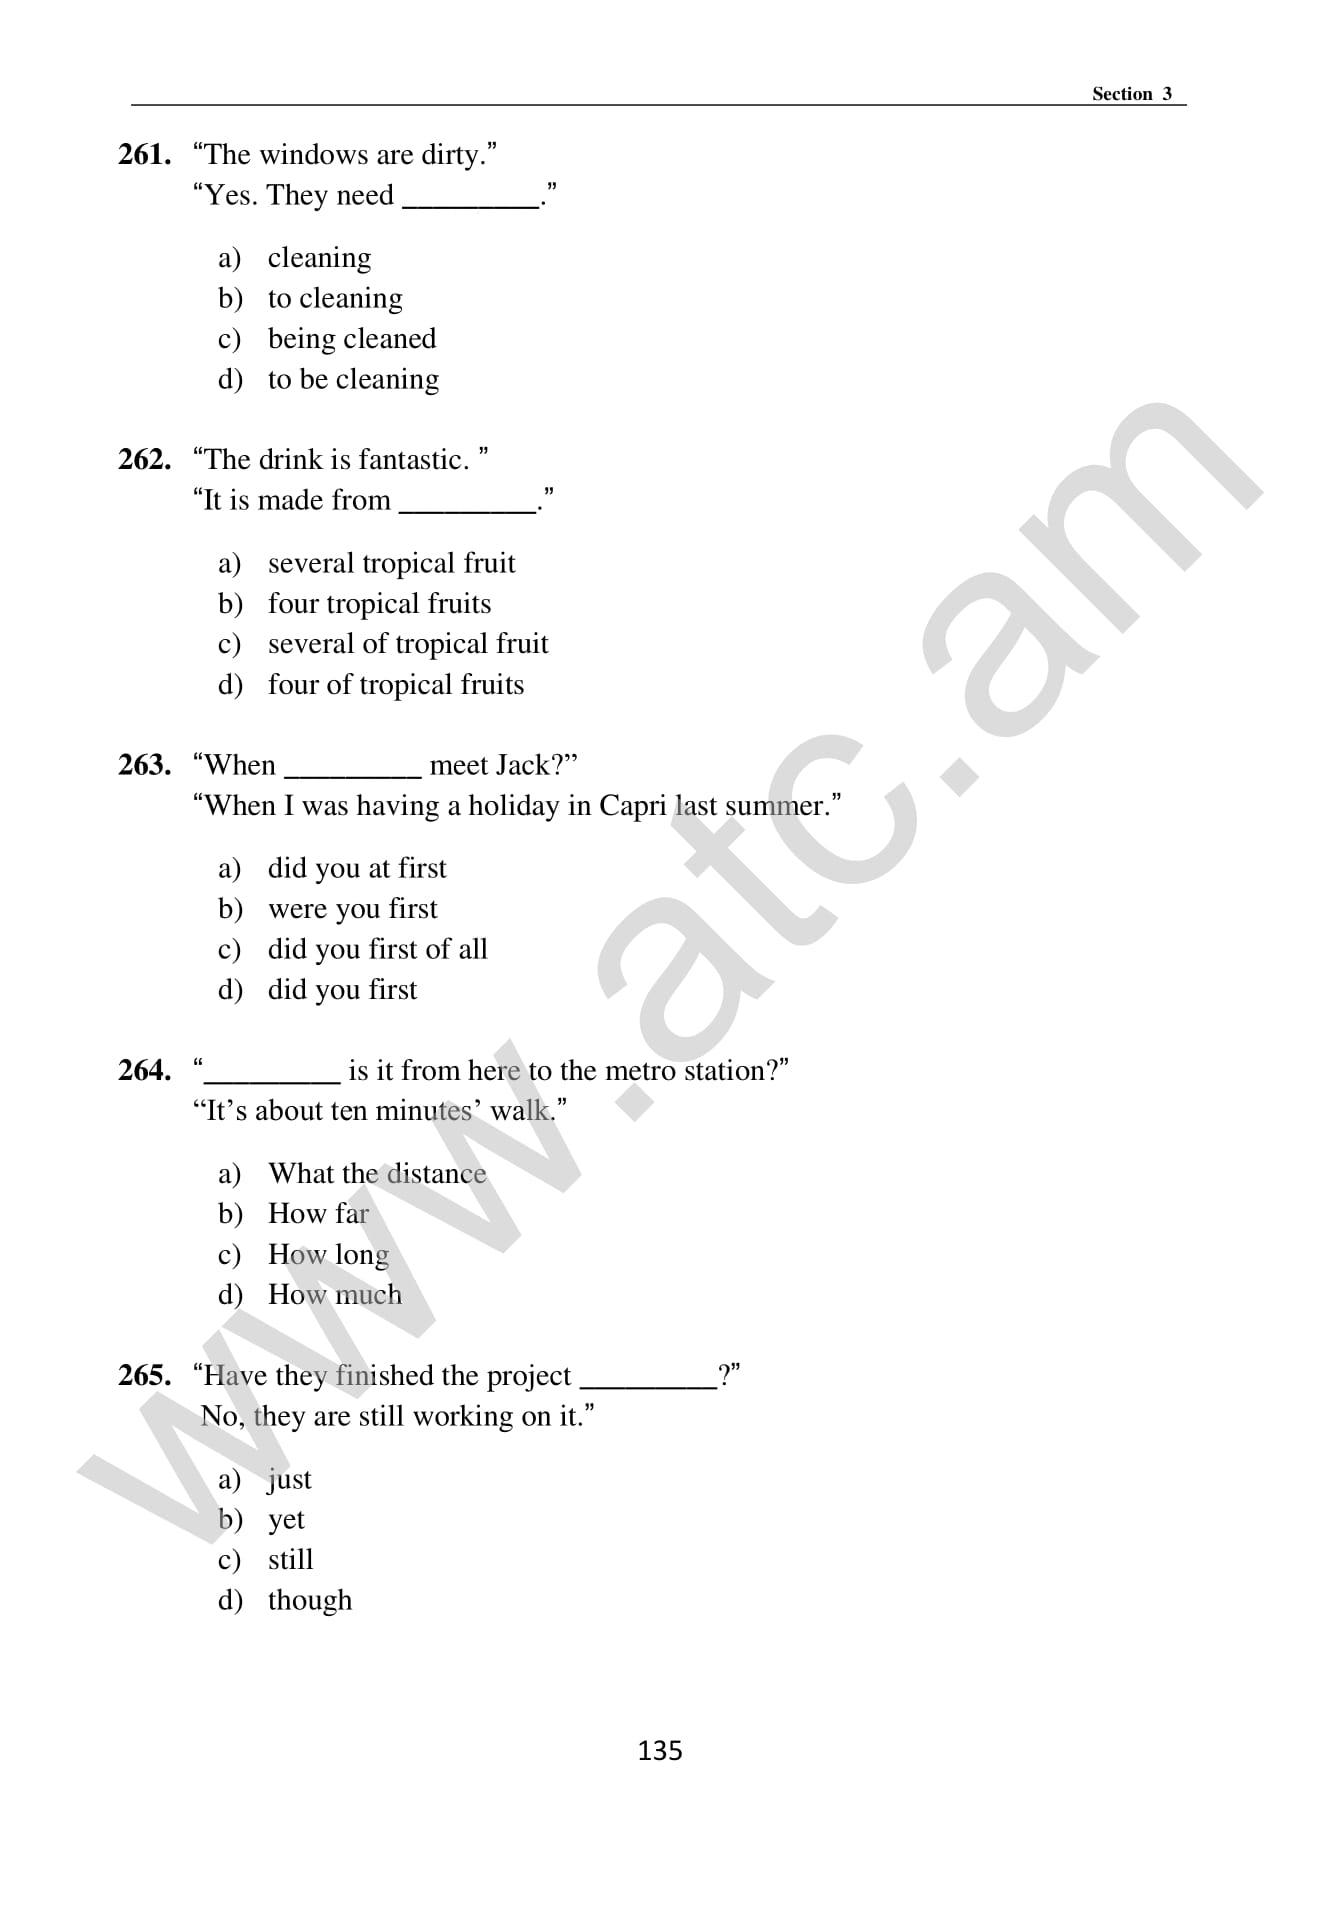 Section 3
261. “The windows are dirty.”
“Yes. They need _________.”
a) cleaning
b) to cleaning
c) being cleaned
d) to be cleaning
262. “The drink is fantastic. ”
“It is made from _________.”
a) several tropical fruit
b) four tropical fruits
c) several of tropical fruit
d) four of tropical fruits
263. “When _________ meet Jack?”
“When I was having a holiday in Capri last summer.”
a) did you at first
b) were you first
c) did you first of all
d) did you first
264. “_________ is it from here to the metro station?”
“It’s about ten minutes’ walk.”
a) What the distance
b) How far
c) How long
d) How much
265. “Have they finished the project _________?”
No, they are still working on it.”
a) just
b) yet
c) still
d) though
135
www.atc.am